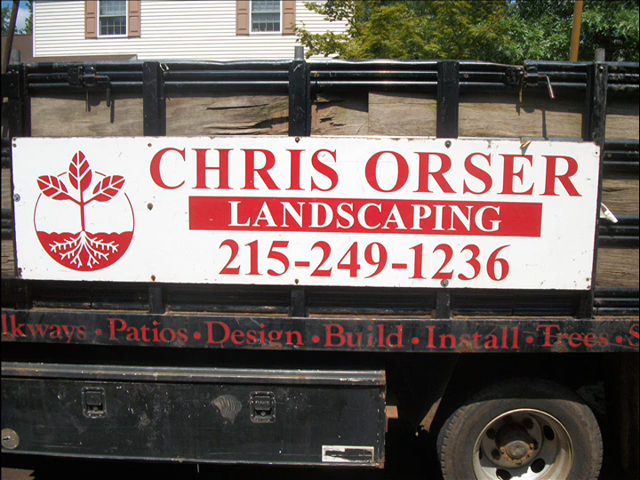 CHRIS ORSER
LANDSCAPING
215-249-1236
lkways • Patios • Design • Build • Install • Trees • S